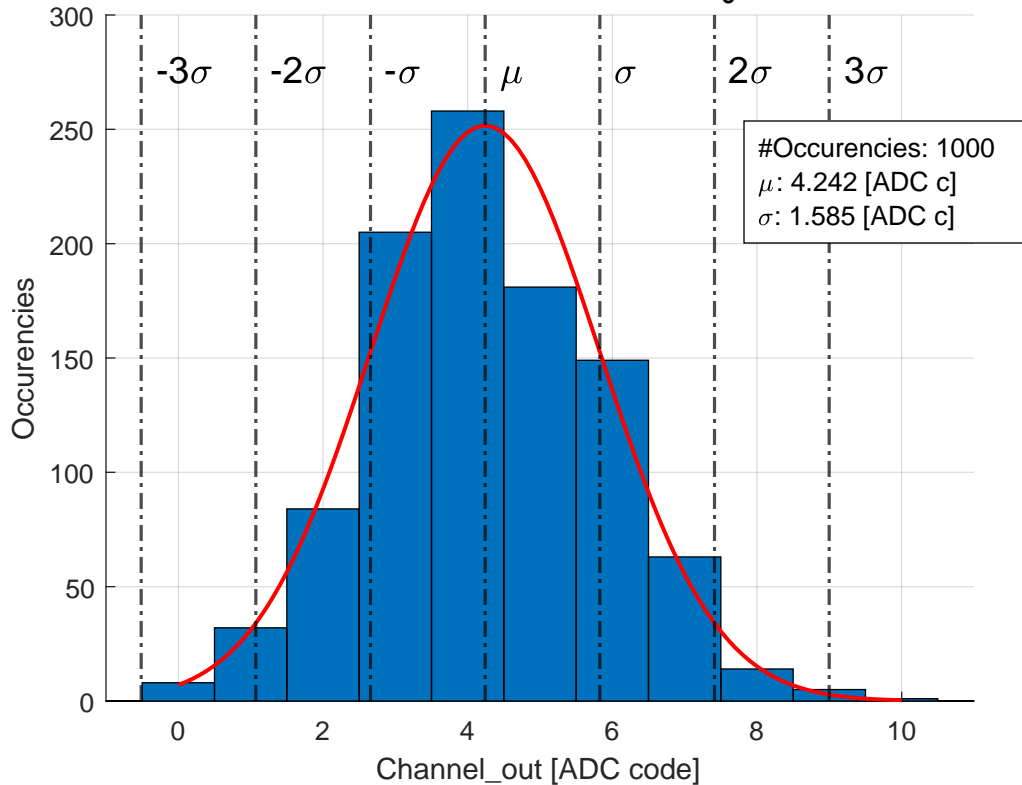 300
250
200
150
100
50
0
0 2 4 6 8 10
Occurencies
Channel_out [ADC code]
-3σ -2σ -σ μ σ 2σ 3σ
#Occurencies: 1000
μ: 4.242 [ADC c]
σ: 1.585 [ADC c]